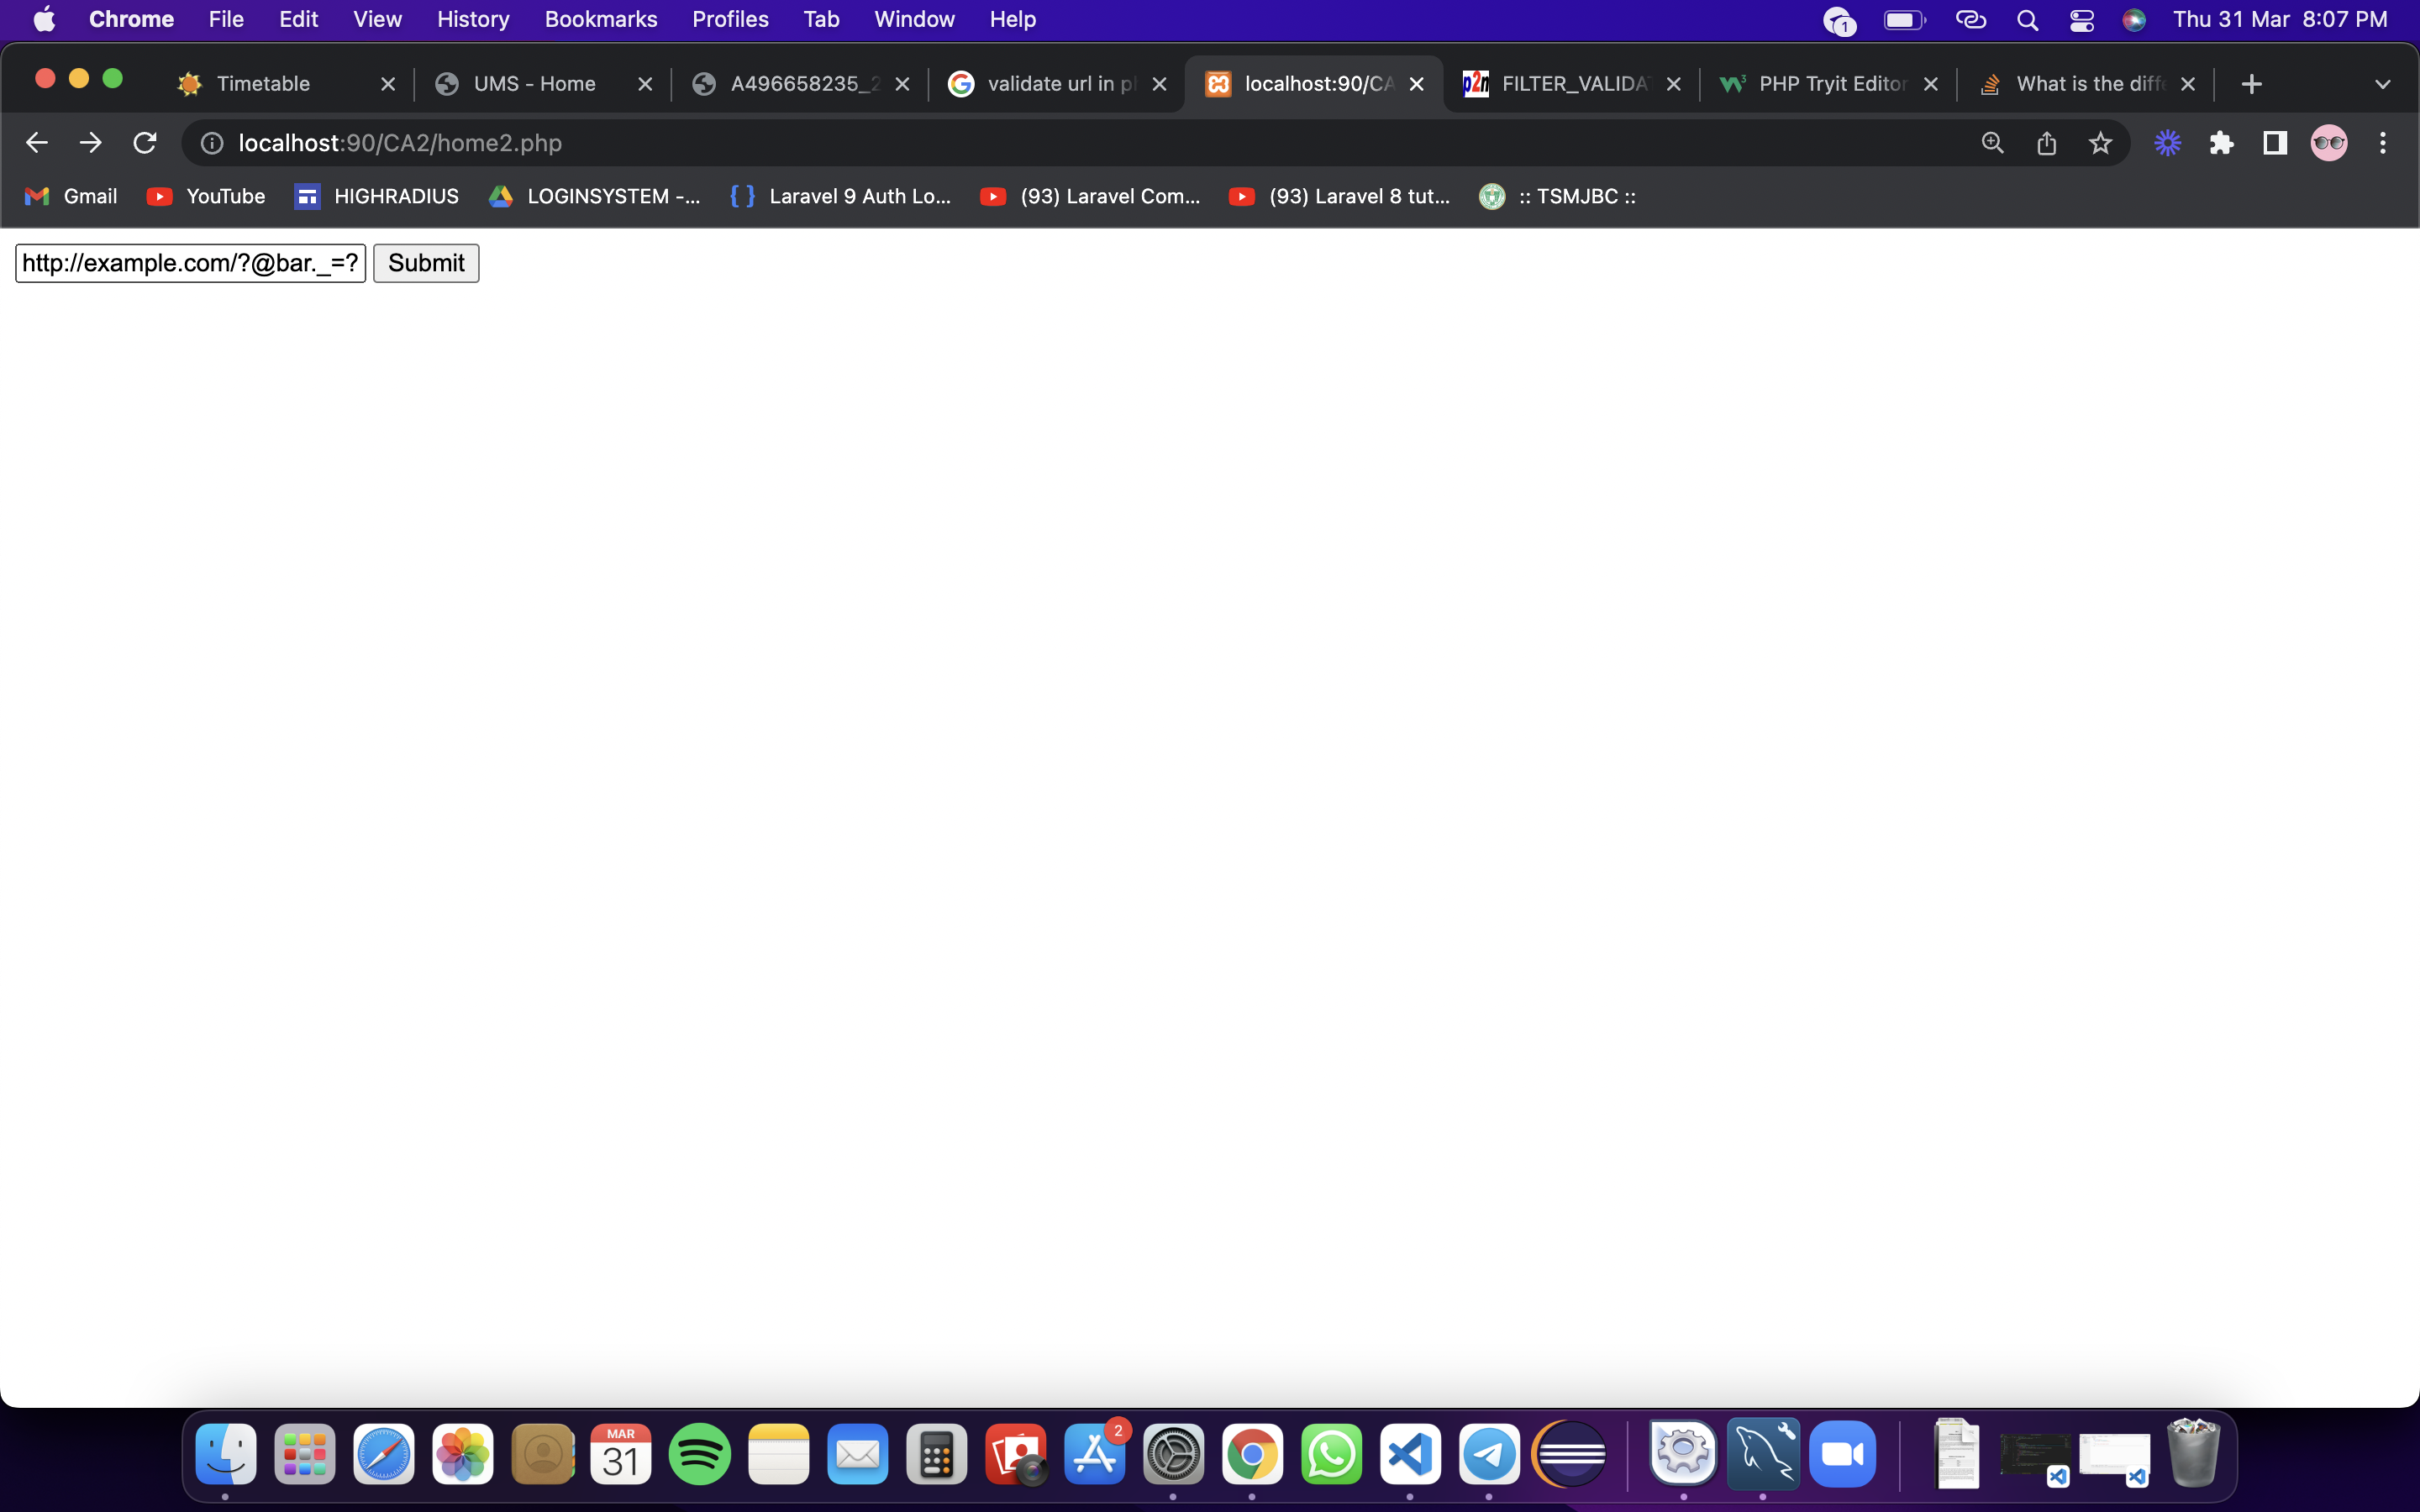 Chrome File Edit View History Bookmarks Profiles Tab Window Help 1 Thu 31 Mar 8:07 PM
Timetable UMS - Home A496658235_2 validate url in p localhost:90/CA FILTER_VALIDA PHP Tryit Editor What is the diff
localhost:90/CA2/home2.php
Gmail YouTube HIGHRADIUS LOGINSYSTEM -... Laravel 9 Auth Lo... (93) Laravel Com... (93) Laravel 8 tut... :: TSMJBC ::
http://example.com/?@bar._=? Submit
MAR 2
31